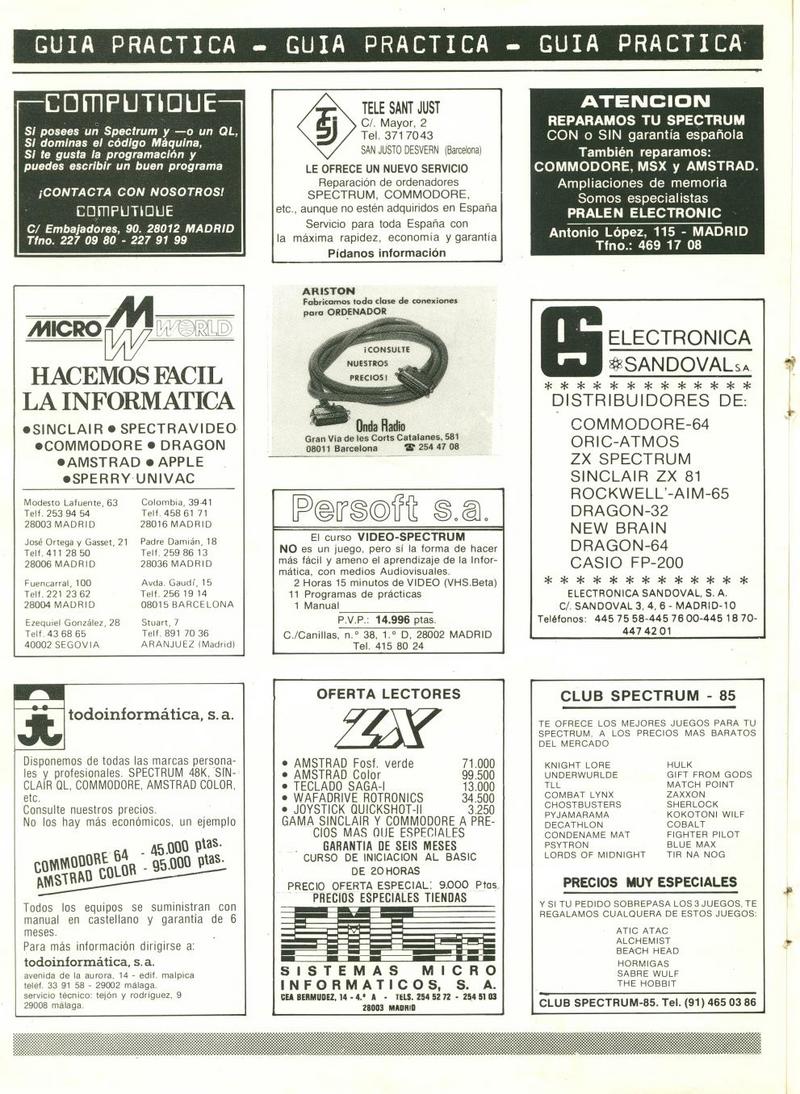 GUIA PRACTICA – GUIA PRACTICA – GUIA PRACTICA
COMPUTIQUE
Si posees un Spectrum y —o un QL,
Si dominas el código Máquina,
Si te gusta la programación y
puedes escribir un buen programa
¡CONTACTA CON NOSOTROS!
COMPUTIQUE
C/ Embajadores, 90. 28012 MADRID
Tfno. 227 09 80 - 227 91 99
TSJ
TELE SANT JUST
C/. Mayor, 2
Tel. 3717043
SAN JUSTO DESVERN (Barcelona)
LE OFRECE UN NUEVO SERVICIO
Reparación de ordenadores
SPECTRUM, COMMODORE,
etc., aunque no estén adquiridos en España
Servicio para toda España con
la máxima rapidez, economía y garantía
Pídanos información
ATENCION
REPARAMOS TU SPECTRUM
CON o SIN garantía española
También reparamos:
COMMODORE, MSX y AMSTRAD.
Ampliaciones de memoria
Somos especialistas
PRALEN ELECTRONIC
Antonio López, 115 - MADRID
Tfno.: 469 17 08
MICRO MW WORLD
HACEMOS FACIL
LA INFORMATICA
●SINCLAIR ● SPECTRAVIDEO
●COMMODORE ● DRAGON
●AMSTRAD ● APPLE
●SPERRY UNIVAC
Modesto Lafuente, 63
Telf. 253 94 54
28003 MADRID
Colombia, 39-41
Telf. 458 61 71
28016 MADRID
José Ortega y Gasset, 21
Telf. 411 28 50
28006 MADRID
Padre Damián, 18
Telf. 259 86 13
28036 MADRID
Fuencarral, 100
Telf. 221 23 62
28004 MADRID
Avda. Gaudí, 15
Telf. 256 19 14
08015 BARCELONA
Ezequiel González, 28
Telf. 43 68 65
40002 SEGOVIA
Stuart, 7
Telf. 891 70 36
ARANJUEZ (Madrid)
ARISTON
Fabricamos toda clase de conexiones
para ORDENADOR
¡CONSULTE
NUESTROS
PRECIOS!
Onda Radio
Gran Vía de les Corts Catalanes, 581
08011 Barcelona ☎ 254 47 08
Persoft s.a.
El curso VIDEO-SPECTRUM
NO es un juego, pero sí la forma de hacer
más fácil y ameno el aprendizaje de la Infor-
mática, con medios Audiovisuales.
2 Horas 15 minutos de VIDEO (VHS.Beta)
11 Programas de prácticas
1 Manual
P.V.P.: 14.996 ptas.
C./Canillas, n.º 38, 1.º D, 28002 MADRID
Tel. 415 80 24
es ELECTRONICA
SANDOVAL S.A.
* * * * * * * * * * * * *
DISTRIBUIDORES DE:
COMMODORE-64
ORIC-ATMOS
ZX SPECTRUM
SINCLAIR ZX 81
ROCKWELL'-AIM-65
DRAGON-32
NEW BRAIN
DRAGON-64
CASIO FP-200
* * * * * * * * * * * * *
ELECTRONICA SANDOVAL, S. A.
C/. SANDOVAL 3, 4, 6 - MADRID-10
Teléfonos: 445 75 58-445 76 00-445 18 70-
447 42 01
todoinformática, s. a.
Disponemos de todas las marcas persona-
les y profesionales. SPECTRUM 48K, SIN-
CLAIR QL, COMMODORE, AMSTRAD COLOR,
etc.
Consulte nuestros precios.
No los hay más económicos, un ejemplo
COMMODORE 64 - 45.000 ptas.
AMSTRAD COLOR - 95.000 ptas.
Todos los equipos se suministran con
manual en castellano y garantía de 6
meses.
Para más información dirigirse a:
todoinformática, s. a.
avenida de la aurora, 14 - edif. malpica
teléf. 33 91 58 - 29002 málaga.
servicio técnico: tejón y rodríguez, 9
29008 málaga.
OFERTA LECTORES
ZX
● AMSTRAD Fosf. verde 71.000
● AMSTRAD Color 99.500
● TECLADO SAGA-I 13.000
● WAFADRIVE ROTRONICS 34.500
● JOYSTICK QUICKSHOT-II 3.250
GAMA SINCLAIR Y COMMODORE A PRE-
CIOS MAS QUE ESPECIALES
GARANTIA DE SEIS MESES
CURSO DE INICIACION AL BASIC
DE 20 HORAS
PRECIO OFERTA ESPECIAL: 9.000 Ptas.
PRECIOS ESPECIALES TIENDAS
SMI sa
SISTEMAS MICRO
INFORMATICOS, S. A.
CEA BERMUDEZ, 14 - 4.º A - TELS. 254 52 72 - 254 51 03
28003 MADRID
CLUB SPECTRUM - 85
TE OFRECE LOS MEJORES JUEGOS PARA TU
SPECTRUM, A LOS PRECIOS MAS BARATOS
DEL MERCADO
KNIGHT LORE
UNDERWURLDE
TLL
COMBAT LYNX
CHOSTBUSTERS
PYJAMARAMA
DECATHLON
CONDENAME MAT
PSYTRON
LORDS OF MIDNIGHT
HULK
GIFT FROM GODS
MATCH POINT
ZAXXON
SHERLOCK
KOKOTONI WILF
COBALT
FIGHTER PILOT
BLUE MAX
TIR NA NOG
PRECIOS MUY ESPECIALES
Y SI TU PEDIDO SOBREPASA LOS 3 JUEGOS, TE
REGALAMOS CUALQUERA DE ESTOS JUEGOS:
ATIC ATAC
ALCHEMIST
BEACH HEAD
HORMIGAS
SABRE WULF
THE HOBBIT
CLUB SPECTRUM-85. Tel. (91) 465 03 86